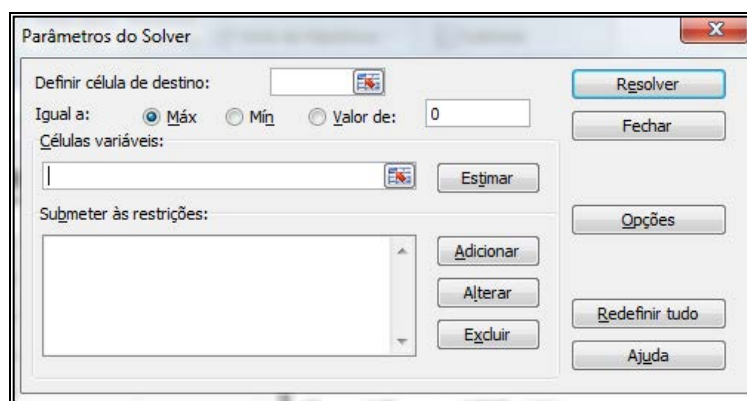 Parâmetros do Solver
Definir célula de destino:
Igual a: Máx Mín Valor de: 0
Células variáveis:
Estimar
Submeter às restrições:
Adicionar
Alterar
Excluir
Resolver
Fechar
Opções
Redefinir tudo
Ajuda